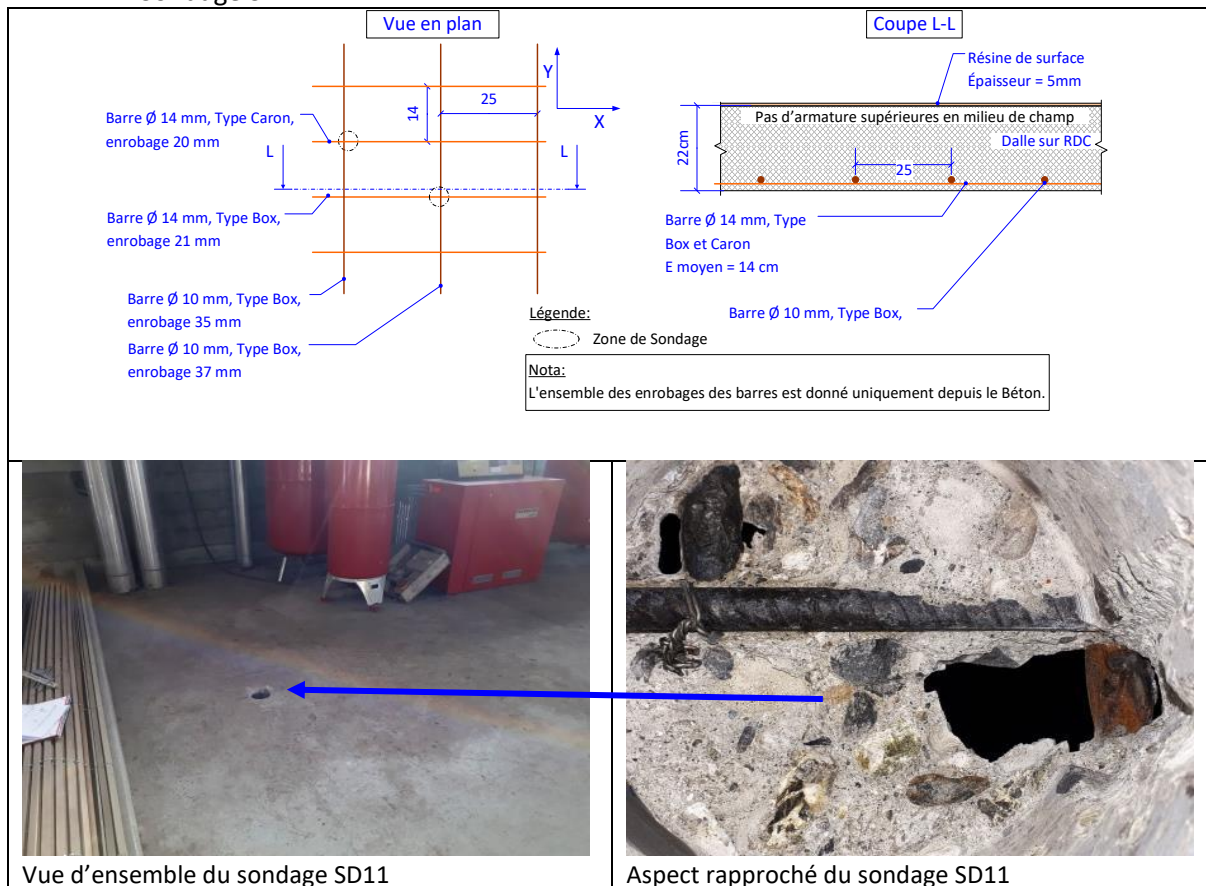 Vue en plan
Coupe L-L
Résine de surface
Épaisseur = 5mm
Y
X
25
14
Barre Ø 14 mm, Type Caron,
enrobage 20 mm
L
L
Barre Ø 14 mm, Type Box,
enrobage 21 mm
Barre Ø 10 mm, Type Box,
enrobage 35 mm
Barre Ø 10 mm, Type Box,
enrobage 37 mm
Pas d'armature supérieures en milieu de champ
Dalle sur RDC
22cm
25
Barre Ø 14 mm, Type
Box et Caron
E moyen = 14 cm
Barre Ø 10 mm, Type Box,
Légende:
Zone de Sondage
Nota:
L'ensemble des enrobages des barres est donné uniquement depuis le Béton.
Vue d'ensemble du sondage SD11
Aspect rapproché du sondage SD11